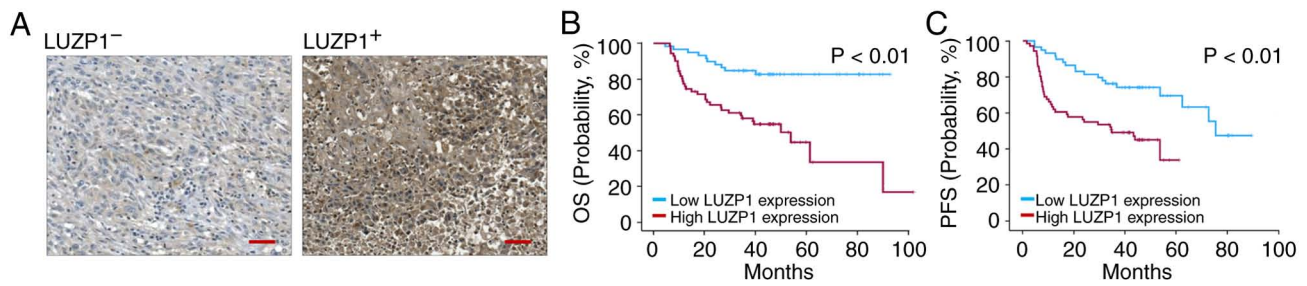 A
LUZP1⁻
LUZP1⁺
B
OS (Probability, %)
100
80
60
40
20
0
P < 0.01
Low LUZP1 expression
High LUZP1 expression
0 20 40 60 80 100
Months
C
PFS (Probability, %)
100
80
60
40
20
0
P < 0.01
Low LUZP1 expression
High LUZP1 expression
0 20 40 60 80 100
Months